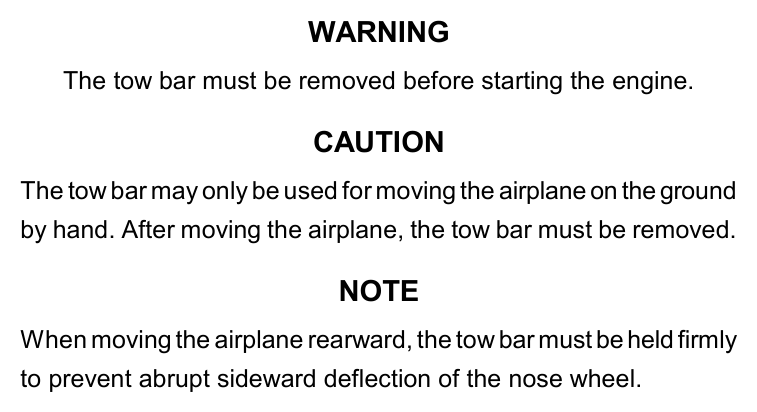 WARNING
The tow bar must be removed before starting the engine.
CAUTION
The tow bar may only be used for moving the airplane on the ground
by hand. After moving the airplane, the tow bar must be removed.
NOTE
When moving the airplane rearward, the tow bar must be held firmly
to prevent abrupt sideward deflection of the nose wheel.